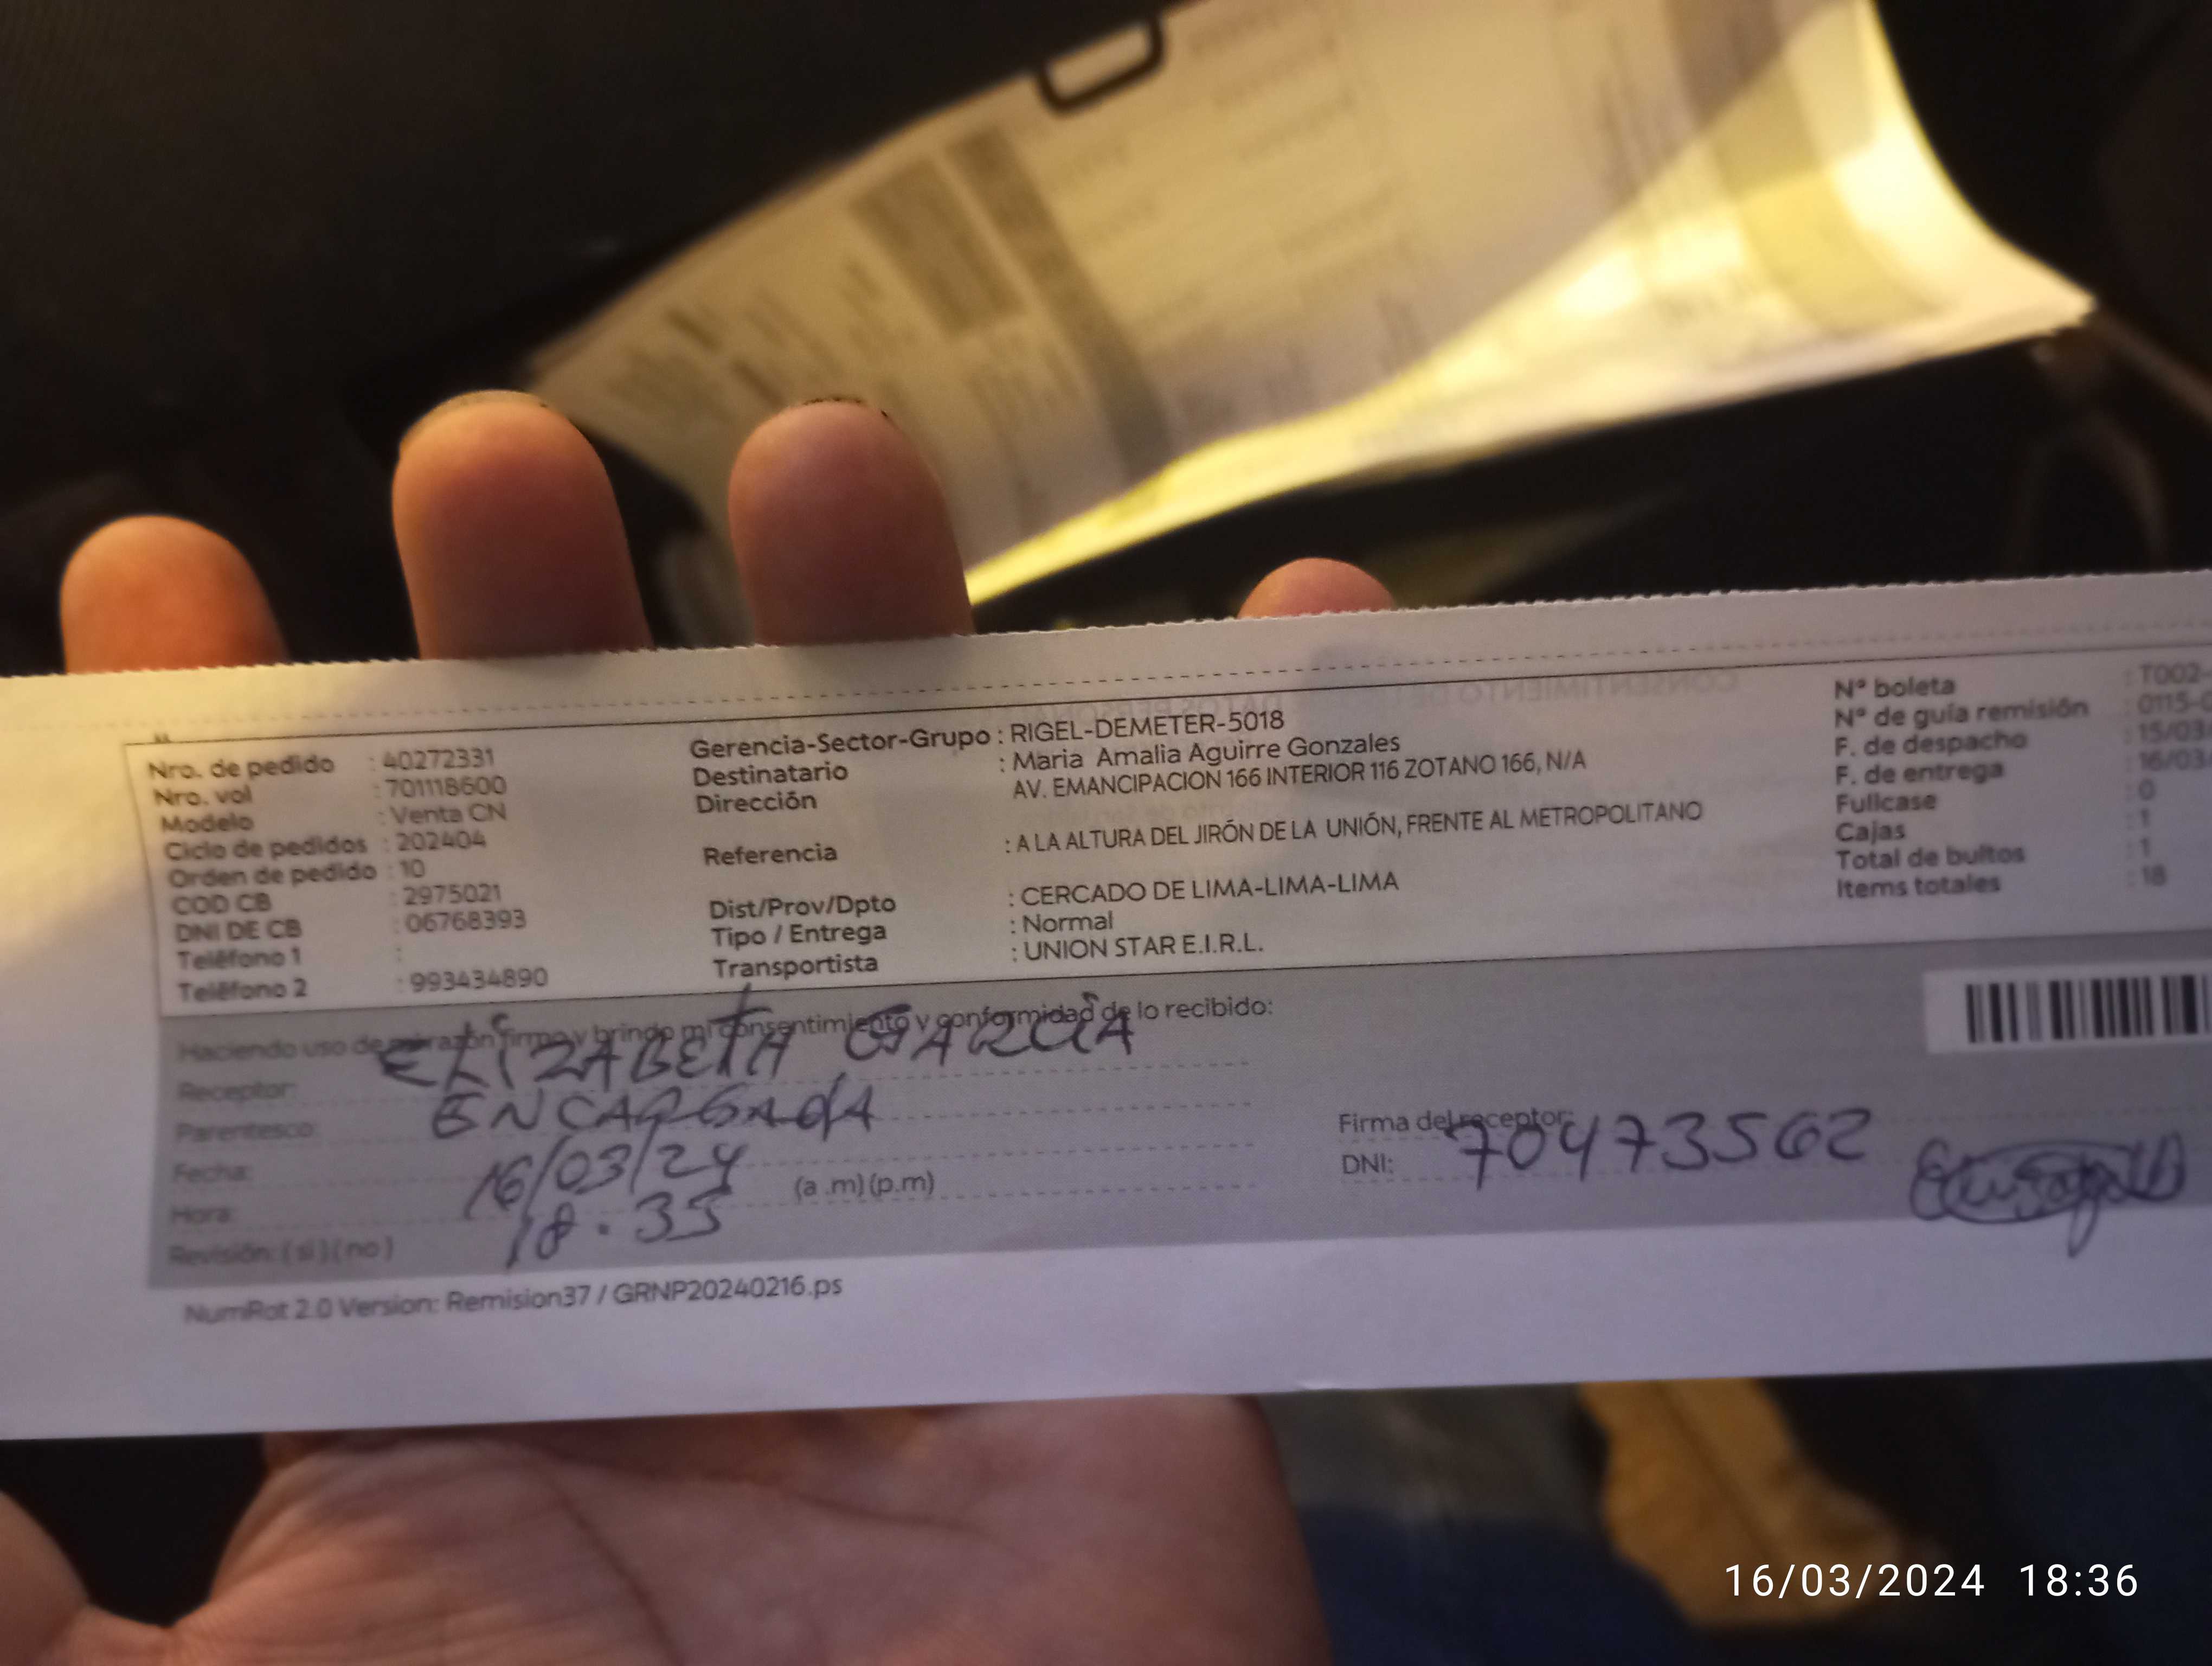 Nro. de pedido : 40272331
Nro. vol : 701118600
Modelo : Venta CN
Ciclo de pedidos : 202404
Orden de pedido : 10
COD CB : 2975021
DNI DE CB : 06768393
Teléfono 1 :
Teléfono 2 : 993434890
Gerencia-Sector-Grupo : RIGEL-DEMETER-5018
Destinatario : Maria Amalia Aguirre Gonzales
Dirección AV. EMANCIPACION 166 INTERIOR 116 ZOTANO 166, N/A
Referencia : A LA ALTURA DEL JIRÓN DE LA UNIÓN, FRENTE AL METROPOLITANO
Dist/Prov/Dpto : CERCADO DE LIMA-LIMA-LIMA
Tipo / Entrega : Normal
Transportista : UNION STAR E.I.R.L.
N° boleta : T002-
N° de guía remisión : 0115-
F. de despacho : 15/03
F. de entrega : 16/03
Fullcase : 0
Cajas : 1
Total de bultos : 1
Items totales : 18
Haciendo uso de mi razón firmo y brindo mi consentimiento y conformidad de lo recibido:
Receptor: ELIZABETH GARCIA
Parentesco: ENCARGADA
Fecha: 16/03/24
Hora: 18.35 (a .m) (p.m)
Revisión: ( si ) ( no )
Firma del receptor:
DNI: 70473562
NumRot 2.0 Version: Remision37 / GRNP20240216.ps
16/03/2024 18:36